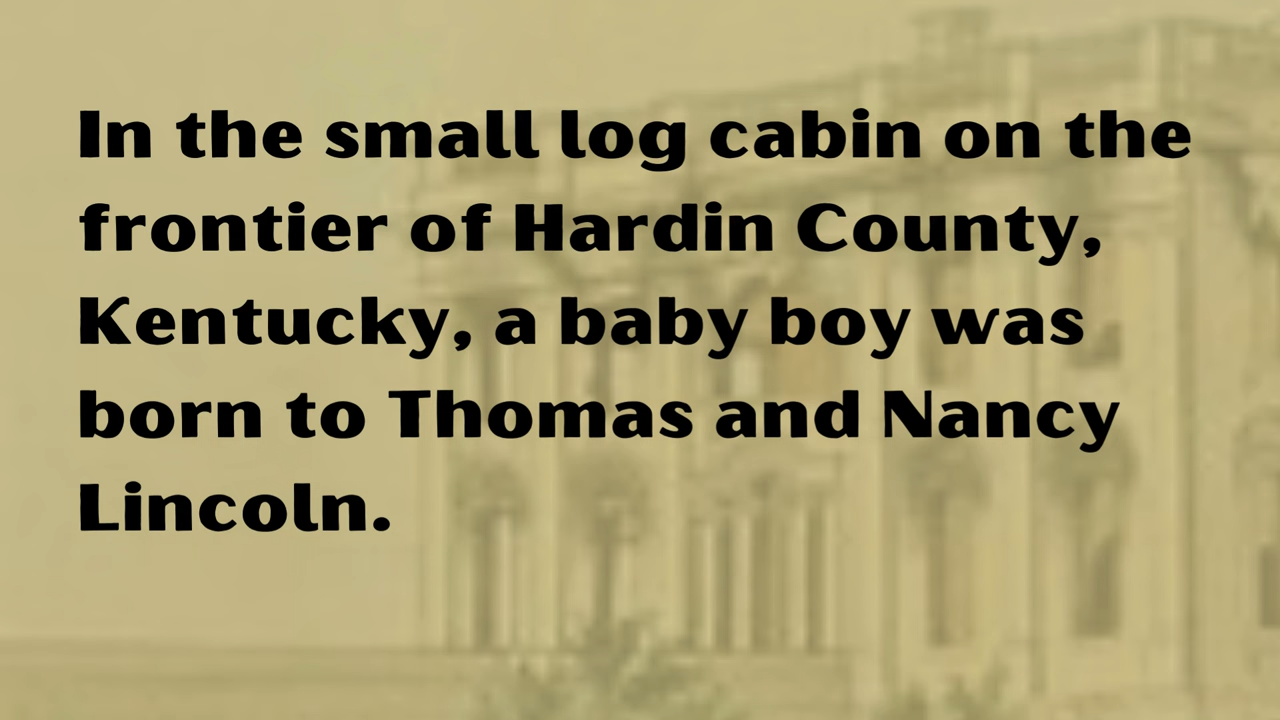 In the small log cabin on the
frontier of Hardin County,
Kentucky, a baby boy was
born to Thomas and Nancy
Lincoln.